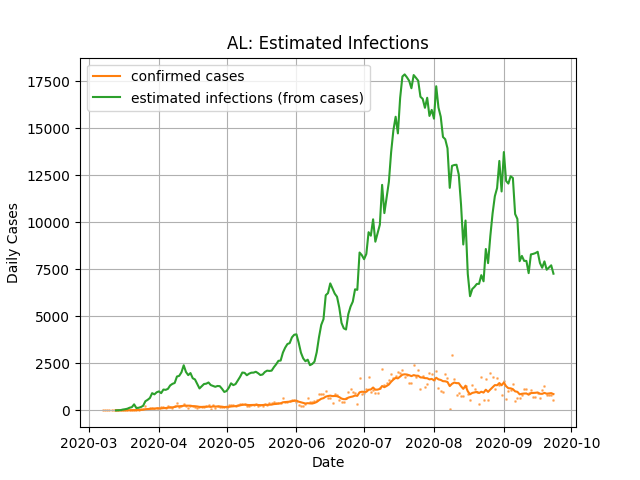 AL: Estimated Infections
confirmed cases
estimated infections (from cases)
17500
15000
12500
10000
7500
5000
2500
0
Daily Cases
2020-03 2020-04 2020-05 2020-06 2020-07 2020-08 2020-09 2020-10
Date